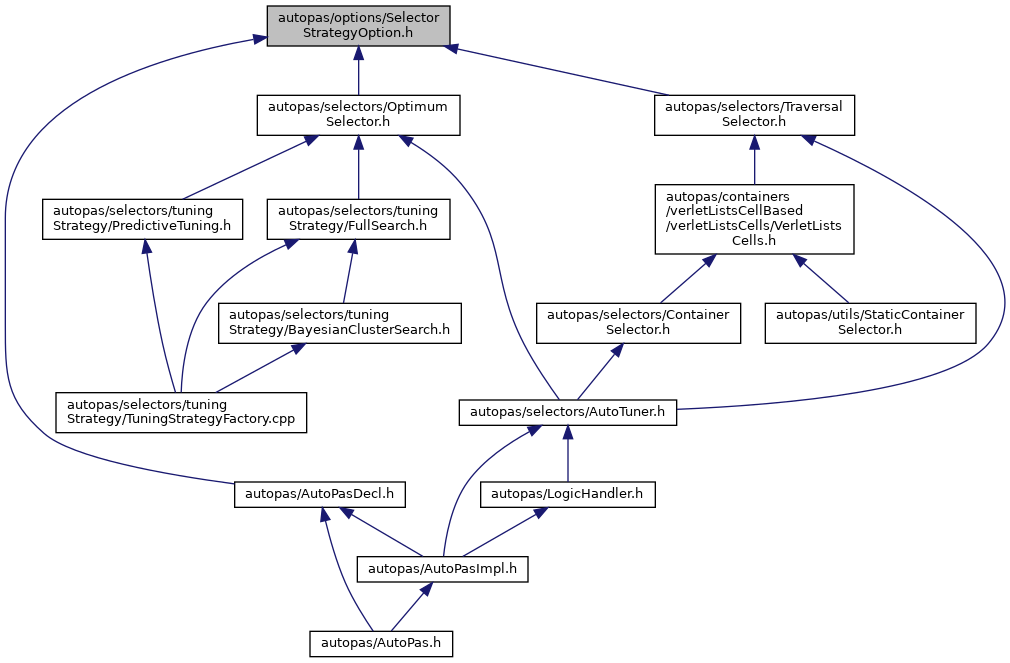 autopas/options/Selector
StrategyOption.h
autopas/selectors/Optimum
Selector.h
autopas/selectors/Traversal
Selector.h
autopas/containers
/verletListsCellBased
/verletListsCells/VerletLists
Cells.h
autopas/selectors/tuning
Strategy/PredictiveTuning.h
autopas/selectors/tuning
Strategy/FullSearch.h
autopas/selectors/tuning
Strategy/BayesianClusterSearch.h
autopas/selectors/Container
Selector.h
autopas/utils/StaticContainer
Selector.h
autopas/selectors/tuning
Strategy/TuningStrategyFactory.cpp
autopas/selectors/AutoTuner.h
autopas/AutoPasDecl.h
autopas/LogicHandler.h
autopas/AutoPasImpl.h
autopas/AutoPas.h